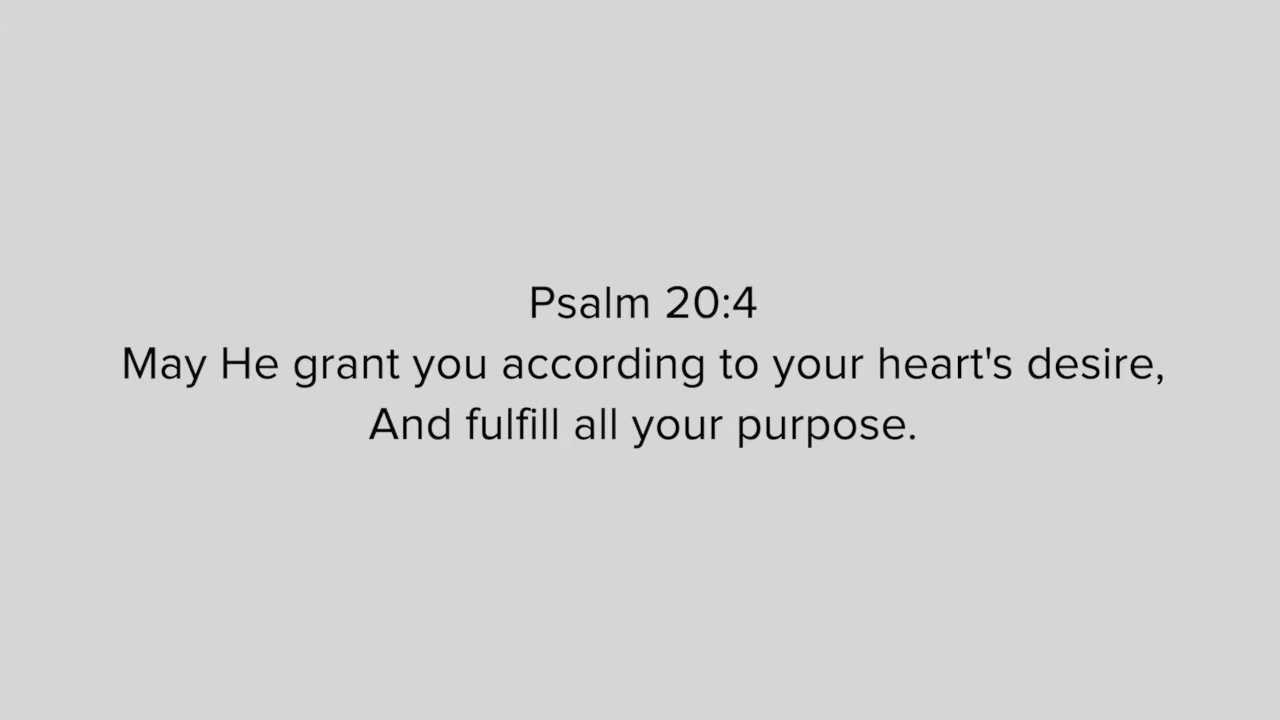 Psalm 20:4
May He grant you according to your heart's desire,
And fulfill all your purpose.